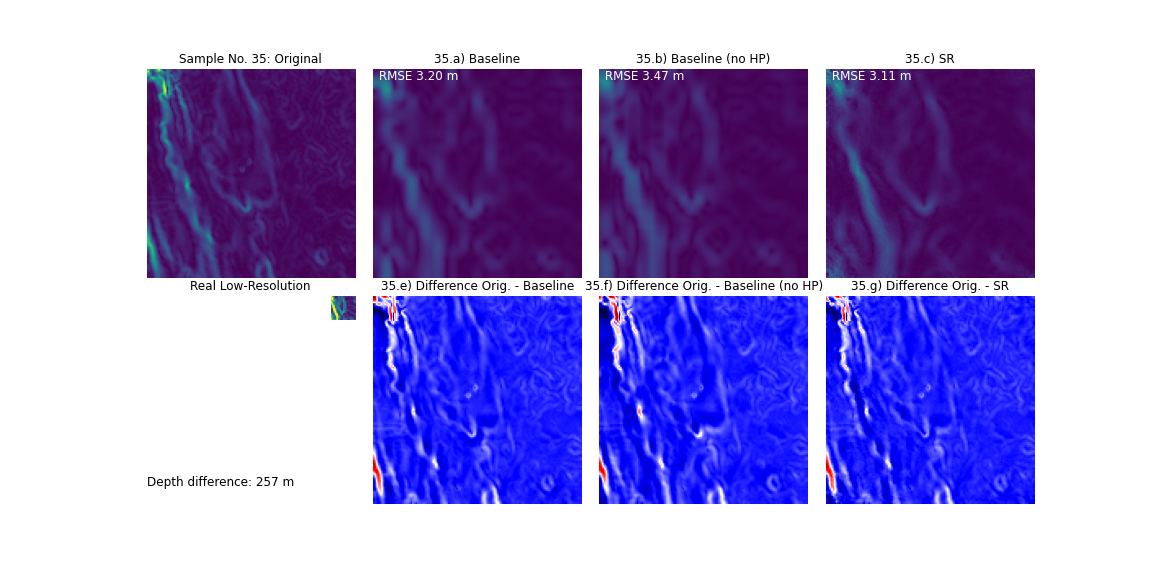 Sample No. 35: Original
35.a) Baseline
35.b) Baseline (no HP)
35.c) SR
RMSE 3.20 m
RMSE 3.47 m
RMSE 3.11 m
Real Low-Resolution
35.e) Difference Orig. - Baseline
35.f) Difference Orig. - Baseline (no HP)
35.g) Difference Orig. - SR
Depth difference: 257 m